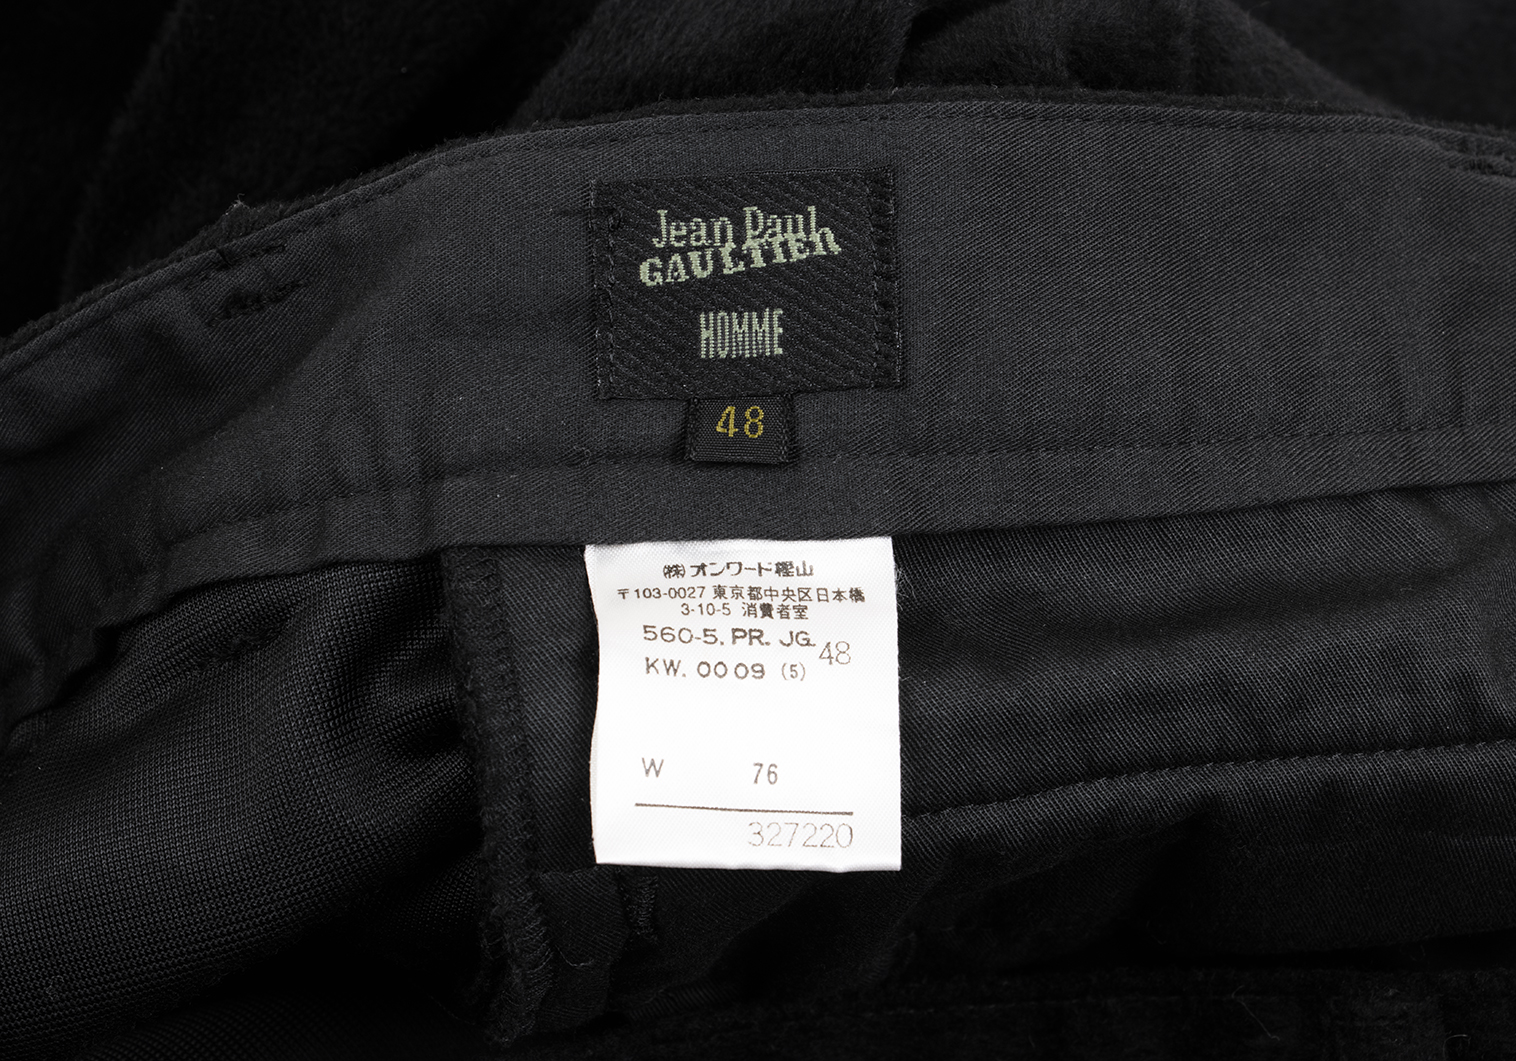 Jean Paul
GAULTIER
HOMME
48
㈱オンワード樫山
〒103-0027 東京都中央区日本橋
3-10-5 消費者室
560-5. PR. JG. 48
KW. 0009 (5)
W 76
327220